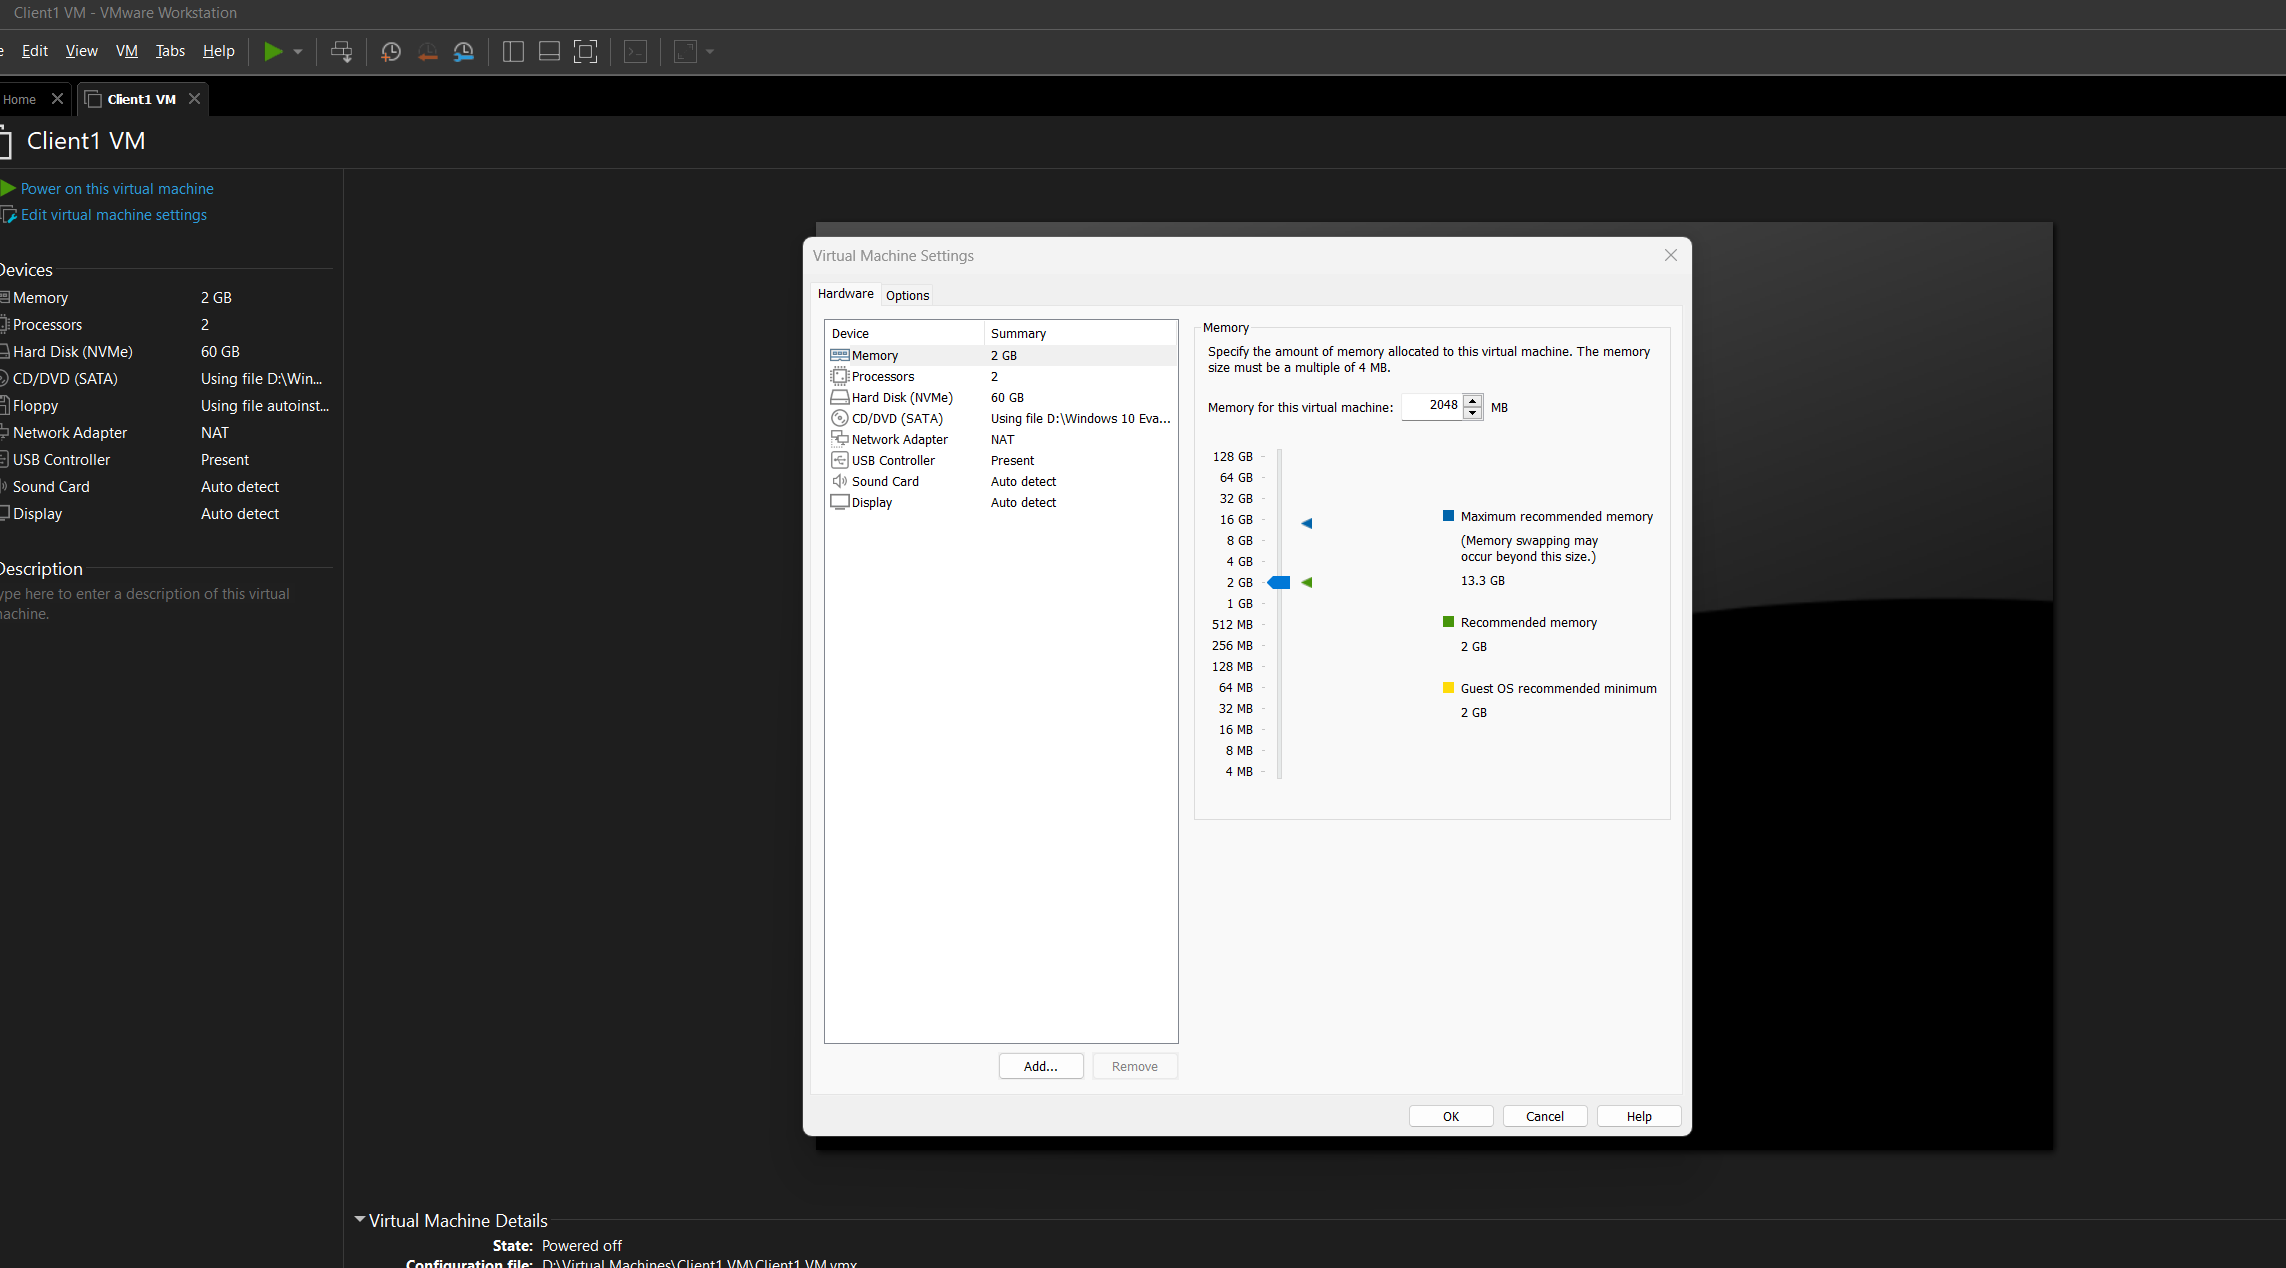 Client1 VM - VMware Workstation
Edit View VM Tabs Help
Home Client1 VM
Client1 VM
Power on this virtual machine
Edit virtual machine settings
Devices
Memory 2 GB
Processors 2
Hard Disk (NVMe) 60 GB
CD/DVD (SATA) Using file D:\Win...
Floppy Using file autoinst...
Network Adapter NAT
USB Controller Present
Sound Card Auto detect
Display Auto detect
Description
ype here to enter a description of this virtual
machine.
Virtual Machine Settings
Hardware Options
Device Summary
Memory 2 GB
Processors 2
Hard Disk (NVMe) 60 GB
CD/DVD (SATA) Using file D:\Windows 10 Eva...
Network Adapter NAT
USB Controller Present
Sound Card Auto detect
Display Auto detect
Add... Remove
Memory
Specify the amount of memory allocated to this virtual machine. The memory
size must be a multiple of 4 MB.
Memory for this virtual machine: 2048 MB
128 GB
64 GB
32 GB
16 GB
8 GB
4 GB
2 GB
1 GB
512 MB
256 MB
128 MB
64 MB
32 MB
16 MB
8 MB
4 MB
Maximum recommended memory
(Memory swapping may
occur beyond this size.)
13.3 GB
Recommended memory
2 GB
Guest OS recommended minimum
2 GB
OK Cancel Help
Virtual Machine Details
State: Powered off
Configuration file: D:\Virtual Machines\Client1 VM\Client1 VM.vmx